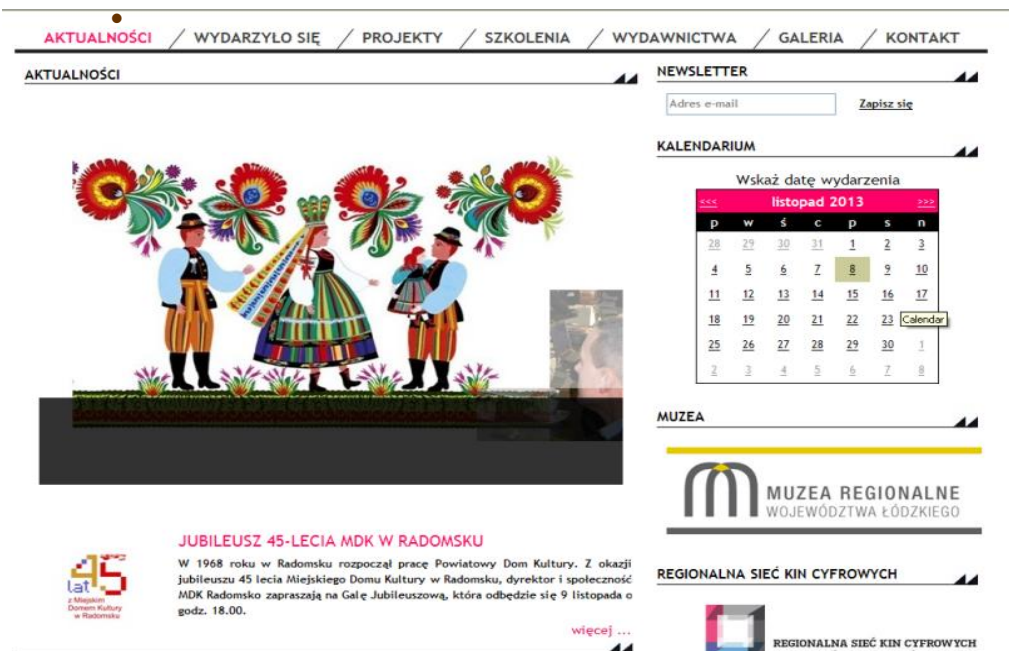 AKTUALNOŚCI / WYDARZYŁO SIĘ / PROJEKTY / SZKOLENIA / WYDAWNICTWA / GALERIA / KONTAKT
AKTUALNOŚCI
JUBILEUSZ 45-LECIA MDK W RADOMSKU
45
lat
z Miejskim
Domem Kultury
w Radomsku
W 1968 roku w Radomsku rozpoczął pracę Powiatowy Dom Kultury. Z okazji
jubileuszu 45 lecia Miejskiego Domu Kultury w Radomsku, dyrektor i społeczność
MDK Radomsko zapraszają na Galę Jubileuszową, która odbędzie się 9 listopada o
godz. 18.00.
więcej ...
NEWSLETTER
Adres e-mail Zapisz się
KALENDARIUM
Wskaż datę wydarzenia
<<< listopad 2013 >>>
p w ś c p s n
28 29 30 31 1 2 3
4 5 6 7 8 9 10
11 12 13 14 15 16 17
18 19 20 21 22 23 Calendar
25 26 27 28 29 30 1
2 3 4 5 6 7 8
MUZEA
MUZEA REGIONALNE
WOJEWÓDZTWA ŁÓDZKIEGO
REGIONALNA SIEĆ KIN CYFROWYCH
REGIONALNA SIEĆ KIN CYFROWYCH